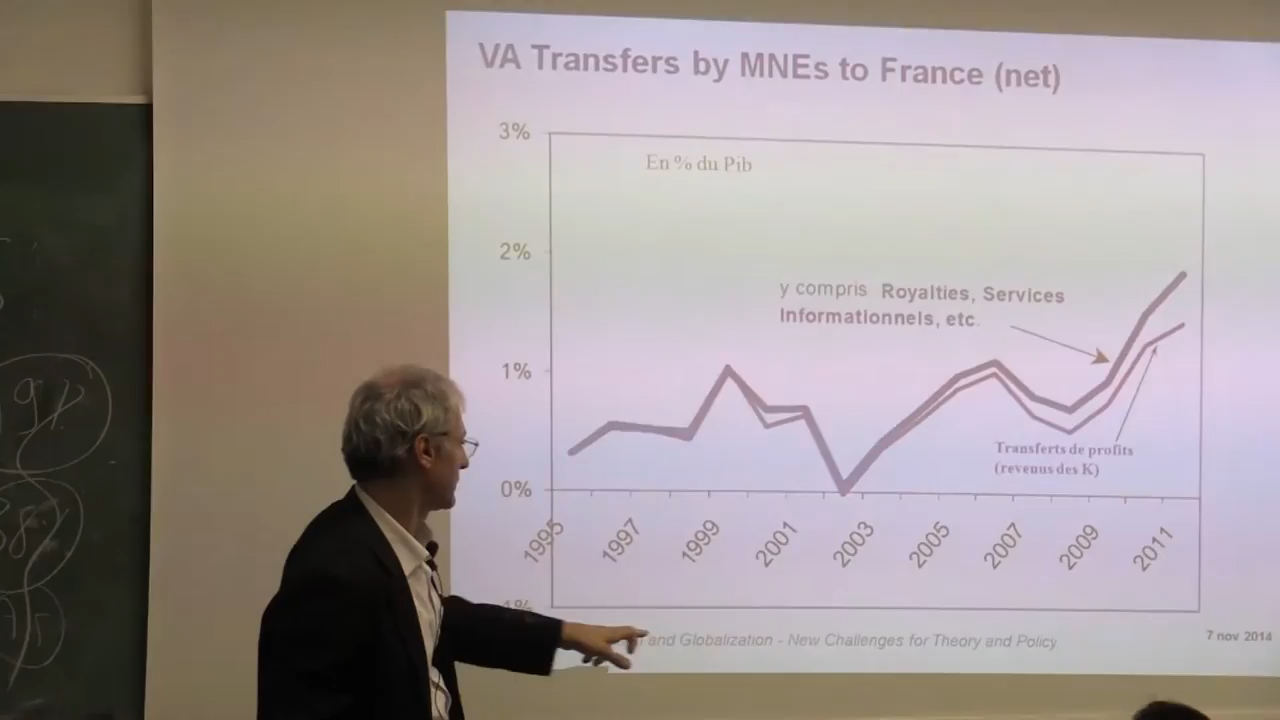 VA Transfers by MNEs to France (net)
3%
En % du Pib
2%
y compris Royalties, Services
Informationnels, etc.
1%
Transferts de profits
(revenus des K)
0%
1995 1997 1999 2001 2003 2005 2007 2009 2011
and Globalization - New Challenges for Theory and Policy
7 nov 2014